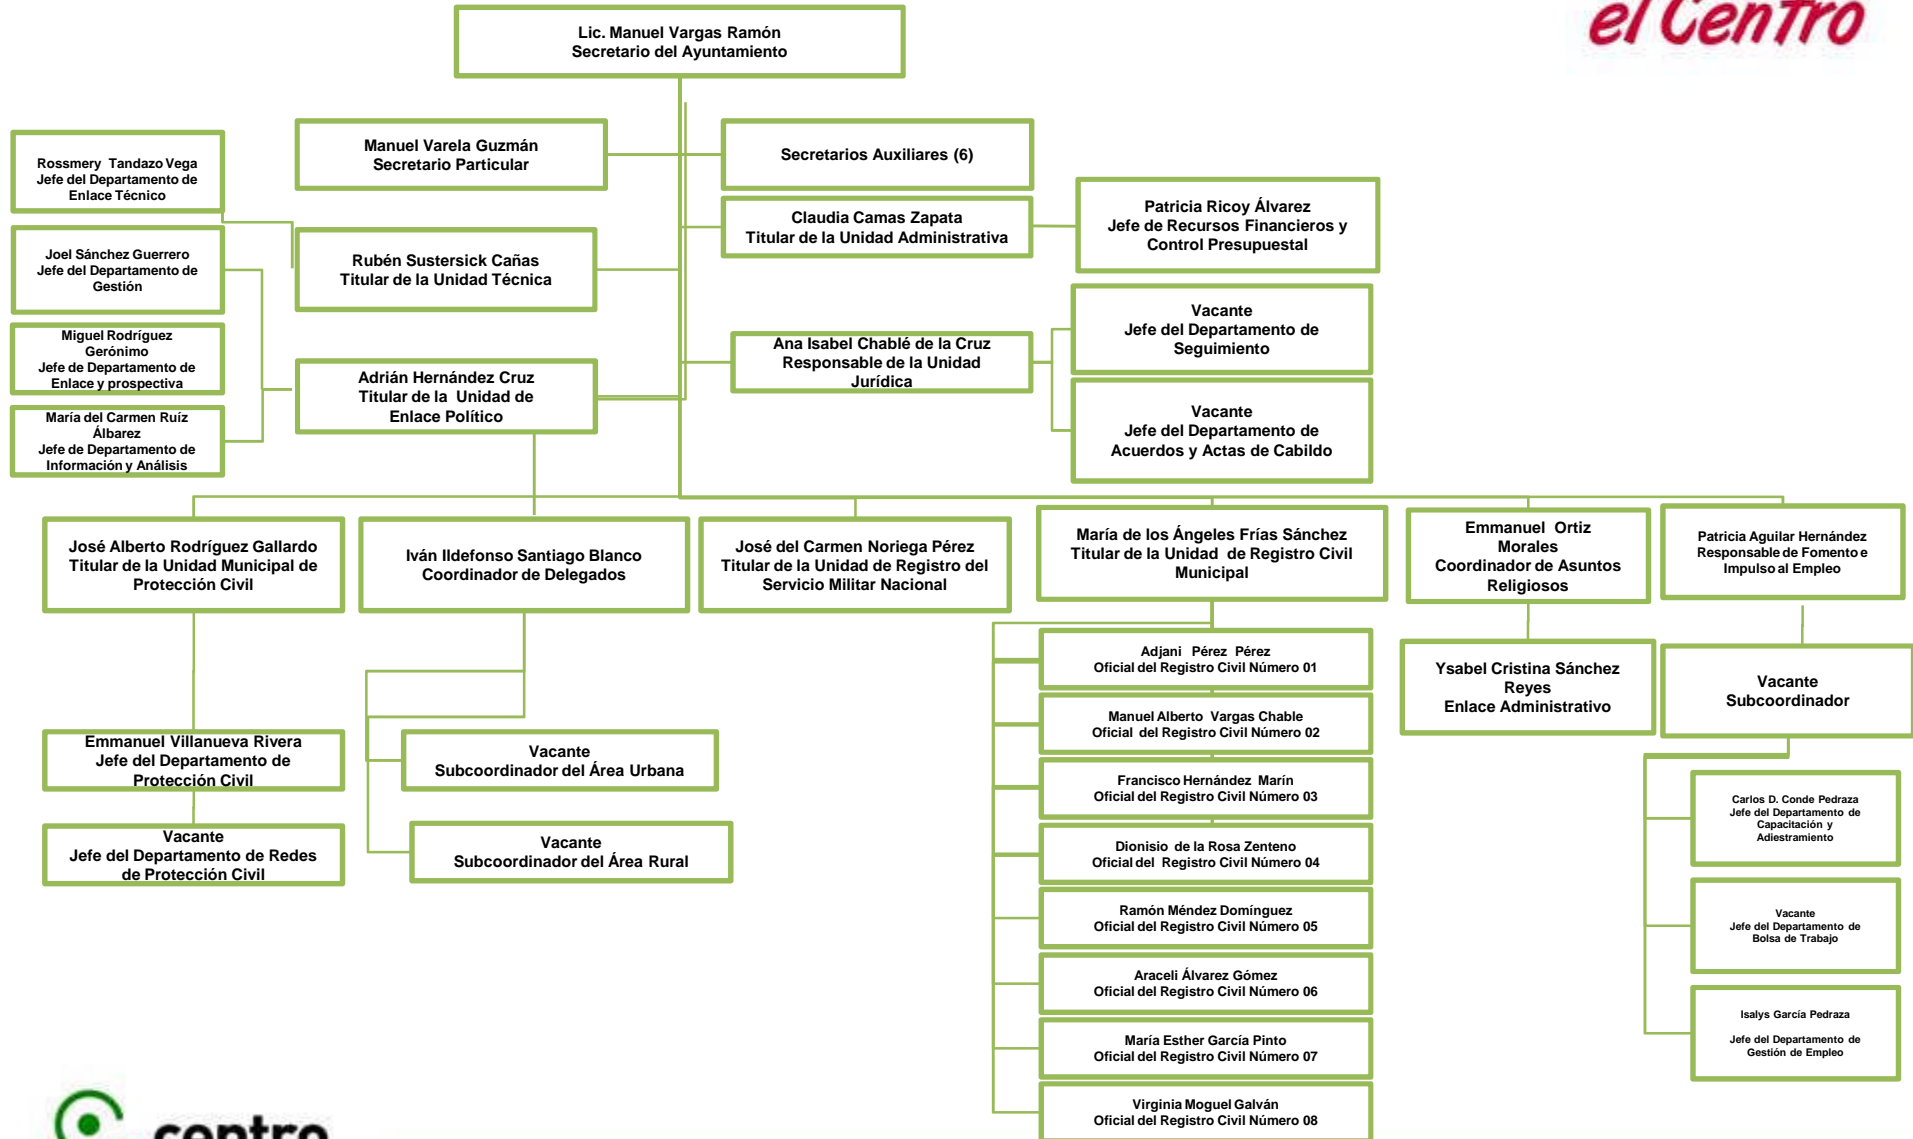 el Centro
Lic. Manuel Vargas Ramón
Secretario del Ayuntamiento
Manuel Varela Guzmán
Secretario Particular
Secretarios Auxiliares (6)
Rossmery Tandazo Vega
Jefe del Departamento de
Enlace Técnico
Claudia Camas Zapata
Titular de la Unidad Administrativa
Patricia Ricoy Álvarez
Jefe de Recursos Financieros y
Control Presupuestal
Joel Sánchez Guerrero
Jefe del Departamento de
Gestión
Rubén Sustersick Cañas
Titular de la Unidad Técnica
Miguel Rodríguez
Gerónimo
Jefe de Departamento de
Enlace y prospectiva
Ana Isabel Chablé de la Cruz
Responsable de la Unidad
Jurídica
Vacante
Jefe del Departamento de
Seguimiento
Adrián Hernández Cruz
Titular de la Unidad de
Enlace Político
María del Carmen Ruíz
Álbarez
Jefe de Departamento de
Información y Análisis
Vacante
Jefe del Departamento de
Acuerdos y Actas de Cabildo
José Alberto Rodríguez Gallardo
Titular de la Unidad Municipal de
Protección Civil
Iván Ildefonso Santiago Blanco
Coordinador de Delegados
José del Carmen Noriega Pérez
Titular de la Unidad de Registro del
Servicio Militar Nacional
María de los Ángeles Frías Sánchez
Titular de la Unidad de Registro Civil
Municipal
Emmanuel Ortiz
Morales
Coordinador de Asuntos
Religiosos
Patricia Aguilar Hernández
Responsable de Fomento e
Impulso al Empleo
Emmanuel Villanueva Rivera
Jefe del Departamento de
Protección Civil
Vacante
Jefe del Departamento de Redes
de Protección Civil
Vacante
Subcoordinador del Área Urbana
Vacante
Subcoordinador del Área Rural
Adjani Pérez Pérez
Oficial del Registro Civil Número 01
Manuel Alberto Vargas Chable
Oficial del Registro Civil Número 02
Francisco Hernández Marín
Oficial del Registro Civil Número 03
Dionisio de la Rosa Zenteno
Oficial del Registro Civil Número 04
Ramón Méndez Domínguez
Oficial del Registro Civil Número 05
Araceli Álvarez Gómez
Oficial del Registro Civil Número 06
María Esther García Pinto
Oficial del Registro Civil Número 07
Virginia Moguel Galván
Oficial del Registro Civil Número 08
Ysabel Cristina Sánchez
Reyes
Enlace Administrativo
Vacante
Subcoordinador
Carlos D. Conde Pedraza
Jefe del Departamento de
Capacitación y
Adiestramiento
Vacante
Jefe del Departamento de
Bolsa de Trabajo
Isalys García Pedraza
Jefe del Departamento de
Gestión de Empleo
centro